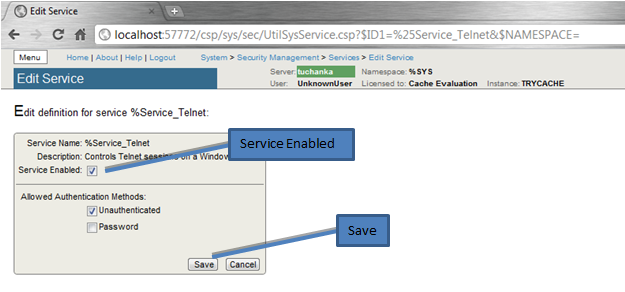 Edit Service
localhost:57772/csp/sys/sec/UtilSysService.csp?$ID1=%25Service_Telnet&$NAMESPACE=
Menu Home | About | Help | Logout System > Security Management > Services > Edit Service
Edit Service
Server: tuchanka Namespace: %SYS
User: UnknownUser Licensed to: Cache Evaluation Instance: TRYCACHE
Edit definition for service %Service_Telnet:
Service Name: %Service_Telnet
Description: Controls Telnet sessions on a Window
Service Enabled:
Service Enabled
Allowed Authentication Methods:
Unauthenticated
Password
Save
Save Cancel